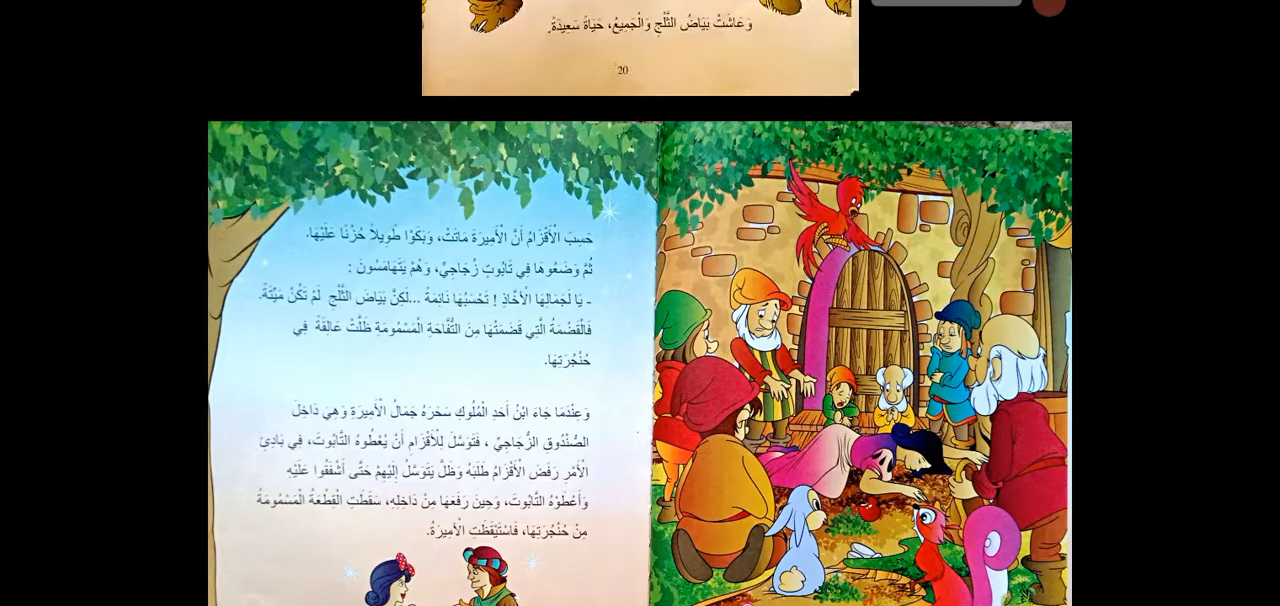 وَعَاشَتْ بَيَاضُ الثَّلْجِ وَالْجَمِيعُ، حَيَاةً سَعِيدَةً.
20
حَسِبَ الْأَقْزَامُ أَنَّ الْأَمِيرَةَ مَاتَتْ، وَبَكَوْا طَوِيلاً حُزْنًا عَلَيْهَا.
ثُمَّ وَضَعُوهَا فِي تَابُوتٍ زُجَاجِيٍّ، وَهُمْ يَتَهَامَسُونَ :
- يَا لَجَمَالِهَا الْأَخَّاذِ ! تَحْسَبُهَا نَائِمَةً ...لَكِنَّ بَيَاضَ الثَّلْجِ لَمْ تَكُنْ مَيِّتَةً.
فَالْقَضْمَةُ الَّتِي قَضَمَتْهَا مِنَ التُّفَّاحَةِ الْمَسْمُومَةِ ظَلَّتْ عَالِقَةً فِي
حُنْجُرَتِهَا.
وَعِنْدَمَا جَاءَ ابْنُ أَحَدِ الْمُلُوكِ سَحَرَهُ جَمَالُ الْأَمِيرَةِ وَهِيَ دَاخِلَ
الصُّنْدُوقِ الزُّجَاجِيِّ ، فَتَوَسَّلَ لِلْأَقْزَامِ أَنْ يُعْطُوهُ التَّابُوتَ، فِي بَادِئِ
الْأَمْرِ رَفَضَ الْأَقْزَامُ طَلَبَهُ وَظَلَّ يَتَوَسَّلُ إِلَيْهِمْ حَتَّى أَشْفَقُوا عَلَيْهِ
وَأَعْطَوْهُ التَّابُوتَ، وَحِينَ رَفَعَهَا مِنْ دَاخِلِهِ، سَقَطَتِ الْقِطْعَةُ الْمَسْمُومَةُ
مِنْ حُنْجُرَتِهَا، فَاسْتَيْقَظَتِ الْأَمِيرَةُ.